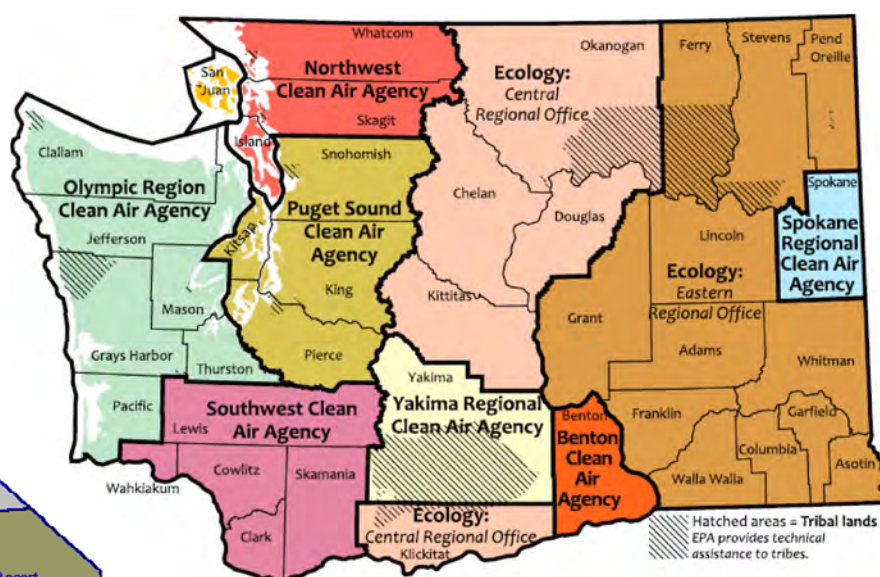 Whatcom
Northwest
Clean Air Agency
Skagit
San
Juan
Island
Okanogan
Ecology:
Central
Regional Office
Chelan
Douglas
Kittitas
Ferry
Stevens
Pend
Oreille
Clallam
Olympic Region
Clean Air Agency
Jefferson
Mason
Grays Harbor
Thurston
Pacific
Snohomish
Puget Sound
Clean Air
Agency
Kitsap
King
Pierce
Spokane
Spokane
Regional
Clean Air
Agency
Lincoln
Ecology:
Eastern
Regional Office
Grant
Adams
Whitman
Franklin
Garfield
Columbia
Walla Walla
Asotin
Yakima
Yakima Regional
Clean Air Agency
Benton
Benton
Clean
Air
Agency
Southwest Clean
Air Agency
Lewis
Wahkiakum
Cowlitz
Skamania
Clark
Ecology:
Central Regional Office
Klickitat
Hatched areas = Tribal lands
EPA provides technical
assistance to tribes.